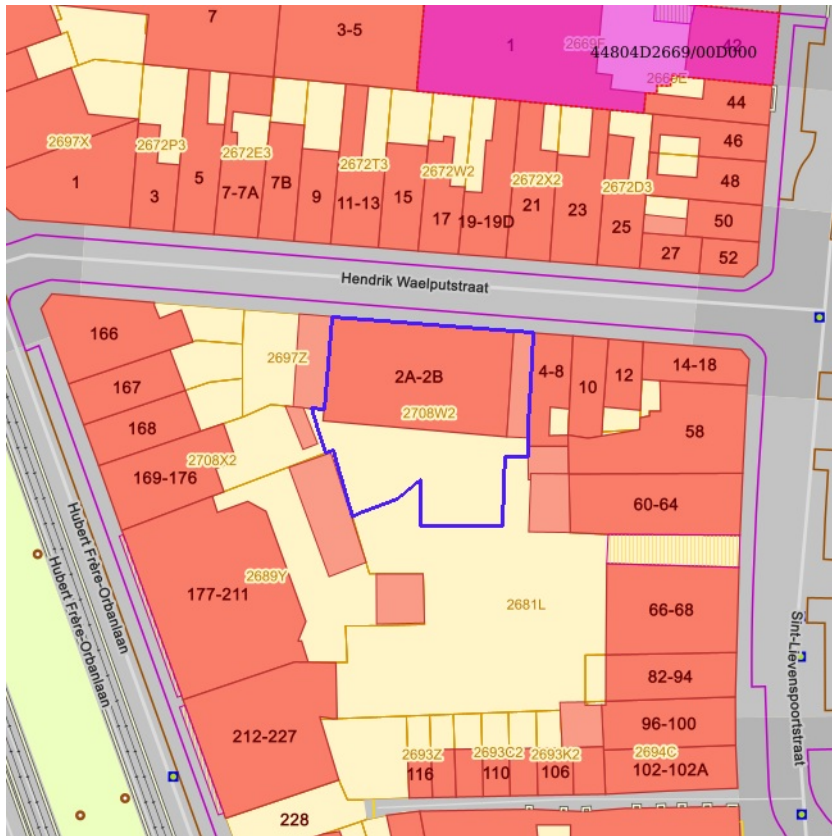 7
3-5
1
2669F
42
44804D2669/00D000
2669E
44
46
48
50
52
27
2697X
1
2672P3
3
5
2672E3
7-7A
7B
9
2672T3
11-13
15
2672W2
17
19-19D
2672X2
21
23
2672D3
25
Hendrik Waelputstraat
166
167
168
169-176
2697Z
2A-2B
2708W2
4-8
10
12
14-18
58
60-64
2708X2
177-211
2689Y
2681L
66-68
82-94
96-100
102-102A
2694C
212-227
2693Z
116
2693C2
110
2693K2
106
228
Hubert Frère-Orbanlaan
Hubert Frère-Orbanlaan
Sint-Lievenspoortstraat